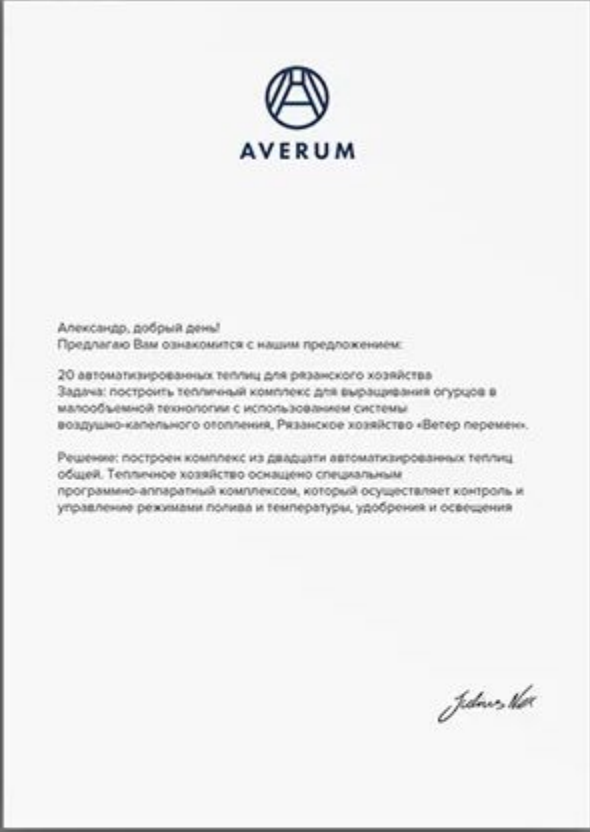 AVERUM
Александр, добрый день!
Предлагаю Вам ознакомится с нашим предложением:
20 автоматизированных теплиц для рязанского хозяйства
Задача: построить тепличный комплекс для выращивания огурцов в
малообъемной технологии с использованием системы
воздушно-капельного отопления, Рязанское хозяйство «Ветер перемен».
Решение: построен комплекс из двадцати автоматизированных теплиц
общей. Тепличное хозяйство оснащено специальным
программно-аппаратный комплексом, который осуществляет контроль и
управление режимами полива и температуры, удобрения и освещения